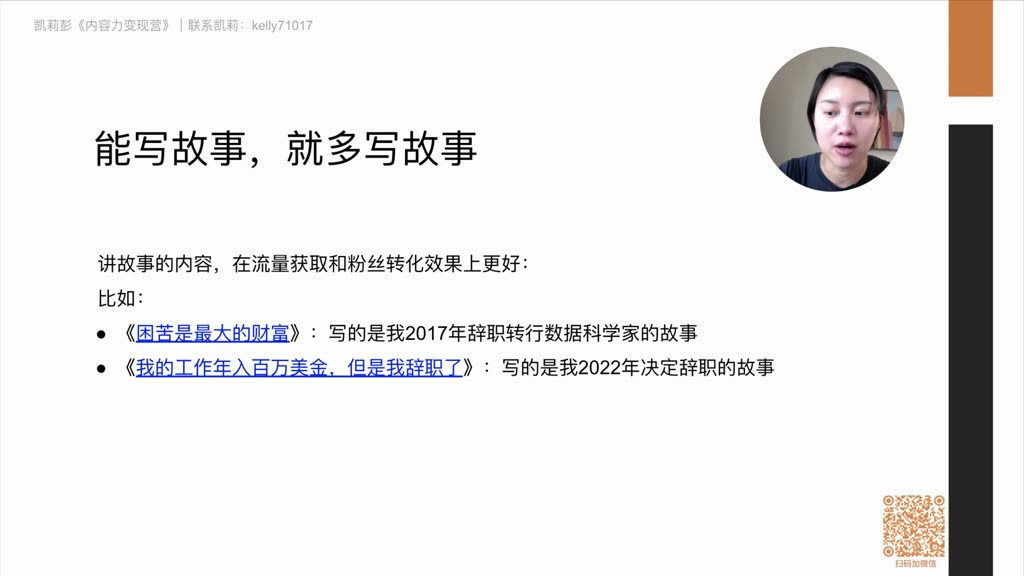 凯莉彭《内容力变现营》｜联系凯莉：kelly71017
能写故事，就多写故事
讲故事的内容，在流量获取和粉丝转化效果上更好：
比如：
● 《困苦是最大的财富》：写的是我2017年辞职转行数据科学家的故事
● 《我的工作年入百万美金，但是我辞职了》：写的是我2022年决定辞职的故事
扫码加微信